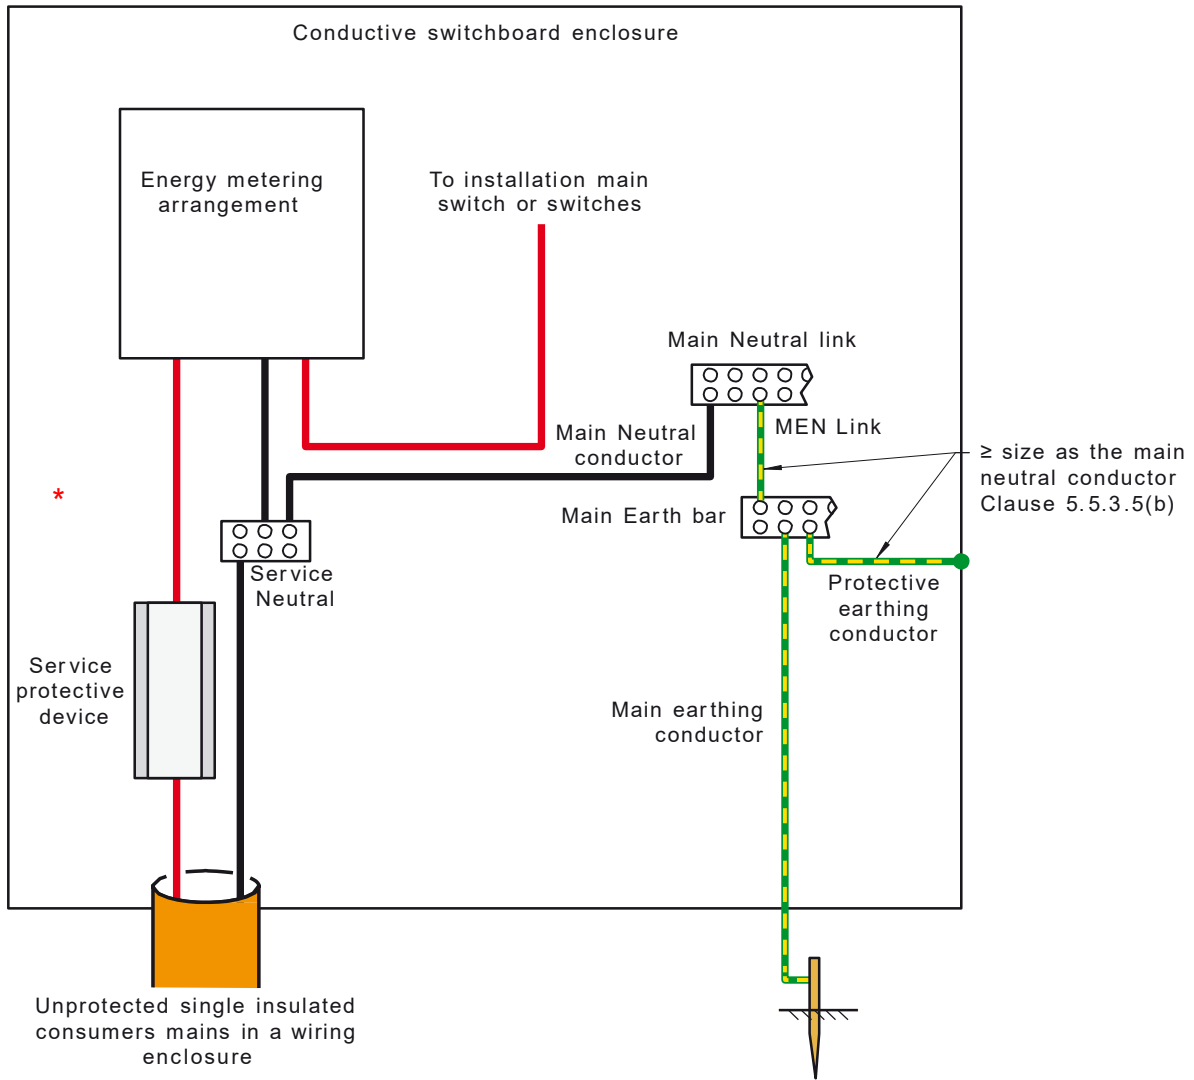 Conductive switchboard enclosure
Energy metering
arrangement
To installation main
switch or switches
Main Neutral link
MEN Link
Main Neutral
conductor
≥ size as the main
neutral conductor
Clause 5.5.3.5(b)
*
Main Earth bar
Service
Neutral
Protective
earthing
conductor
Service
protective
device
Main earthing
conductor
Unprotected single insulated
consumers mains in a wiring
enclosure